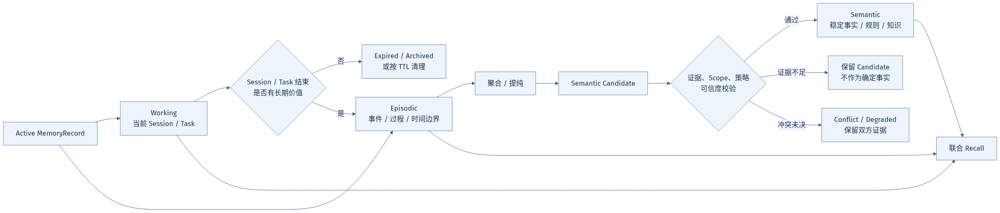 Active MemoryRecord
Working
当前 Session / Task
Session / Task 结束
是否有长期价值
否
是
Expired / Archived
或按 TTL 清理
Episodic
事件 / 过程 / 时间边界
聚合 / 提纯
Semantic Candidate
证据、Scope、策略
可信度校验
通过
证据不足
冲突未决
Semantic
稳定事实 / 规则 / 知识
保留 Candidate
不作为确定事实
Conflict / Degraded
保留双方证据
联合 Recall